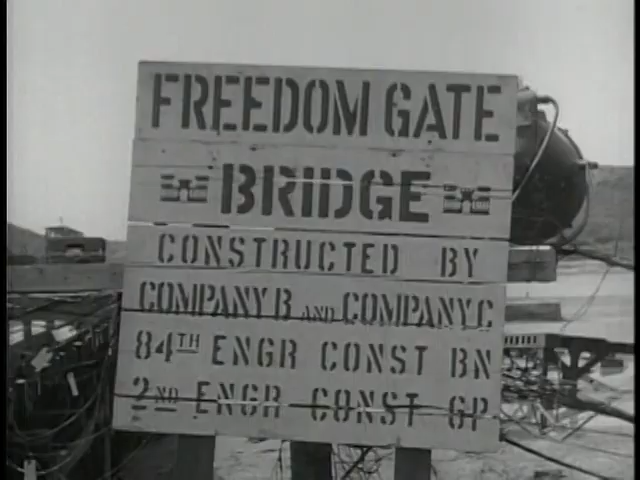 FREEDOM GATE
BRIDGE
CONSTRUCTED BY
COMPANY B AND COMPANY C
84TH ENGR CONST BN
2ND ENGR CONST GP